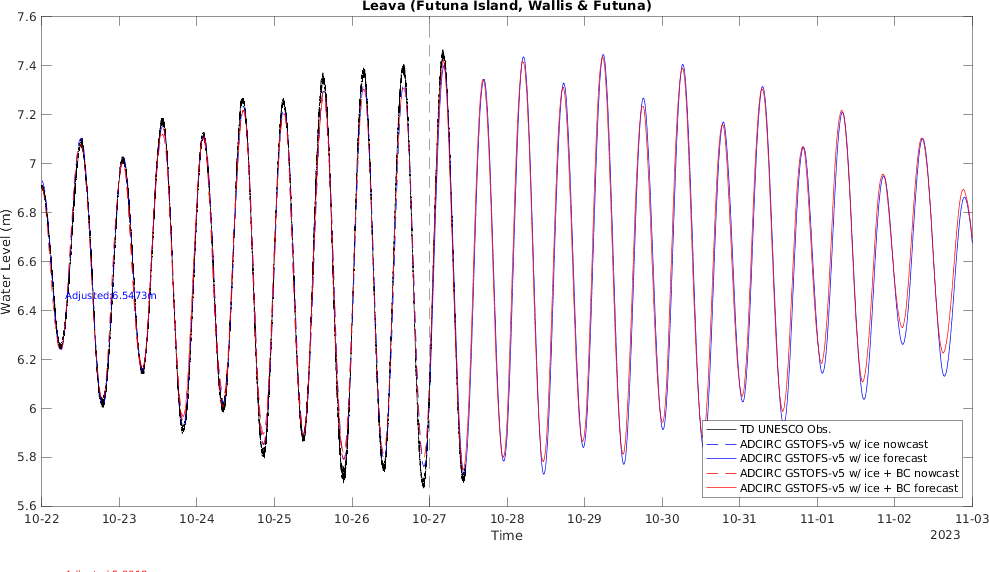 Leava (Futuna Island, Wallis & Futuna)
7.6
7.4
7.2
7
6.8
6.6
6.4
6.2
6
5.8
5.6
Water Level (m)
Adjusted:6.5473m
TD UNESCO Obs.
ADCIRC GSTOFS-v5 w/ ice nowcast
ADCIRC GSTOFS-v5 w/ ice forecast
ADCIRC GSTOFS-v5 w/ ice + BC nowcast
ADCIRC GSTOFS-v5 w/ ice + BC forecast
10-22 10-23 10-24 10-25 10-26 10-27 10-28 10-29 10-30 10-31 11-01 11-02 11-03
Time
2023